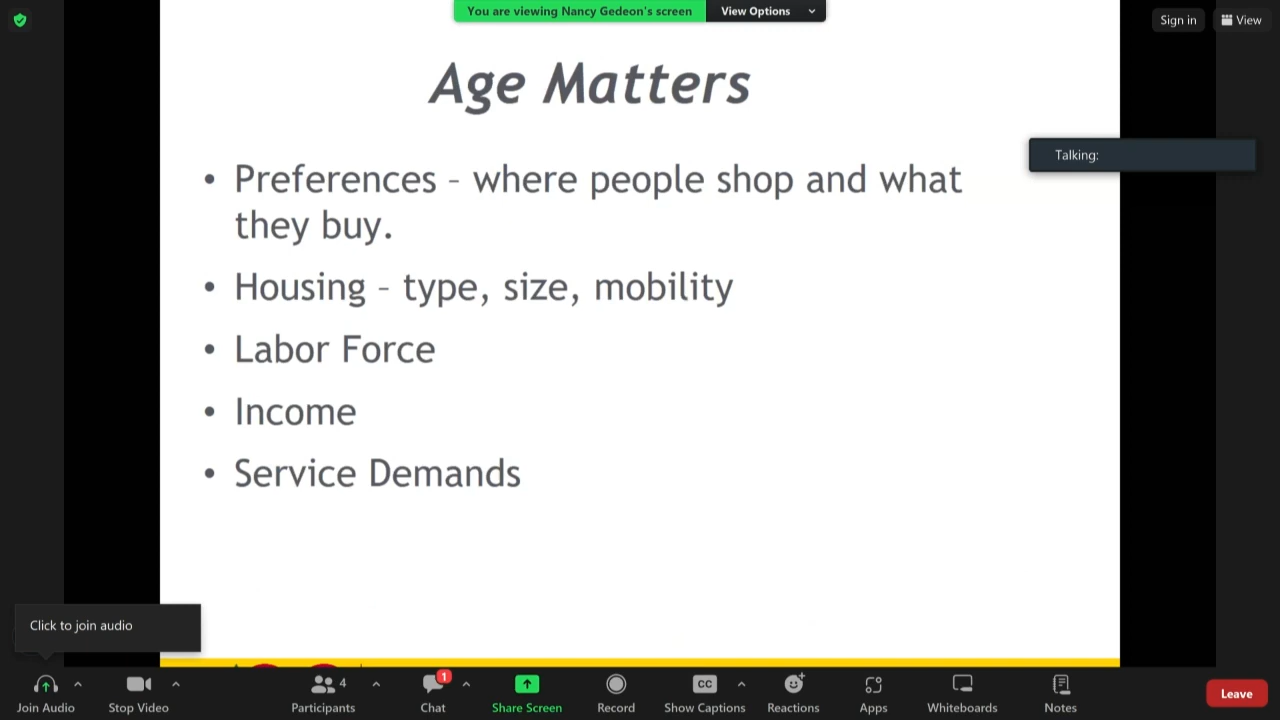 You are viewing Nancy Gedeon's screen
View Options
Sign in
View
Age Matters
Talking:
• Preferences – where people shop and what
they buy.
• Housing – type, size, mobility
• Labor Force
• Income
• Service Demands
Click to join audio
Join Audio
Stop Video
4
Participants
1
Chat
Share Screen
Record
CC
Show Captions
Reactions
Apps
Whiteboards
Notes
Leave